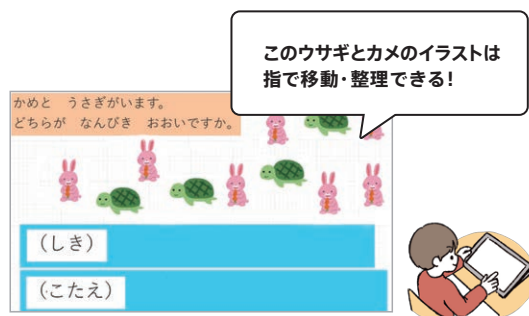 このウサギとカメのイラストは
指で移動・整理できる！
かめと　うさぎがいます。
どちらが　なんびき　おおいですか。
（しき）
（こたえ）